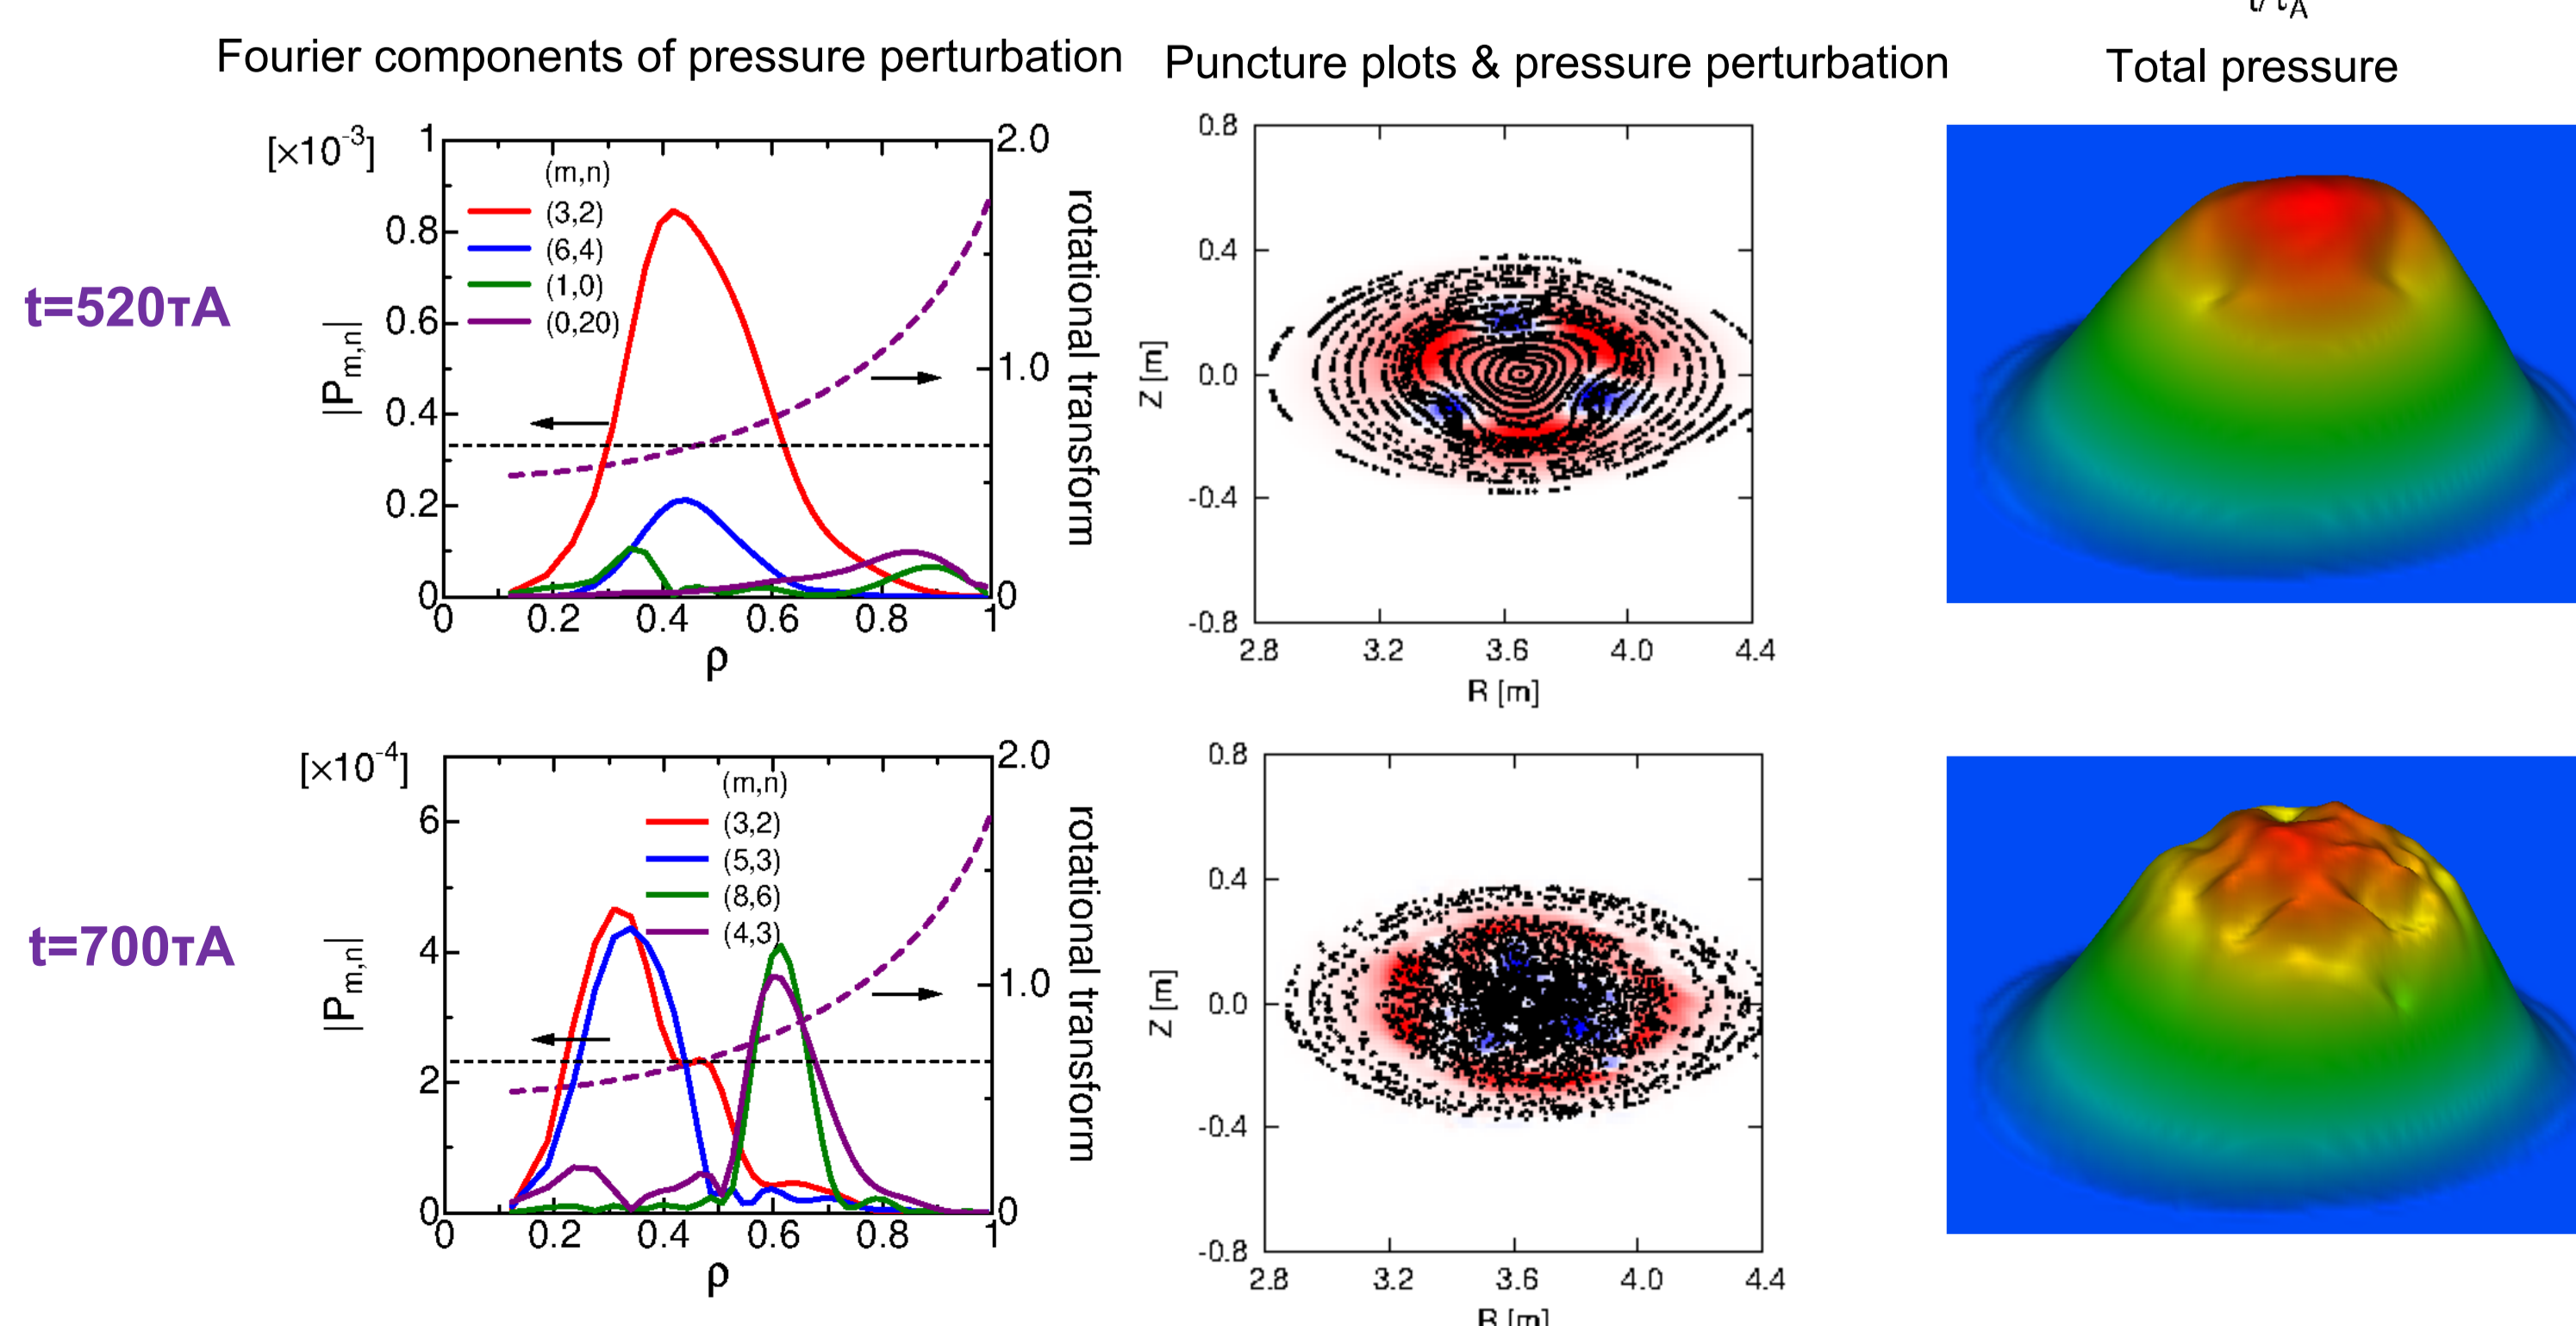 t/τA
Fourier components of pressure perturbation
Puncture plots & pressure perturbation
Total pressure
t=520τA
[×10-3]
1
0.8
0.6
0.4
0.2
0
|Pm,n|
(m,n)
(3,2)
(6,4)
(1,0)
(0,20)
2.0
1.0
0
rotational transform
0 0.2 0.4 0.6 0.8 1
ρ
0.8
0.4
0.0
-0.4
-0.8
Z [m]
2.8 3.2 3.6 4.0 4.4
R [m]
t=700τA
[×10-4]
6
4
2
0
|Pm,n|
(m,n)
(3,2)
(5,3)
(8,6)
(4,3)
2.0
1.0
0
rotational transform
0 0.2 0.4 0.6 0.8 1
ρ
0.8
0.4
0.0
-0.4
-0.8
Z [m]
2.8 3.2 3.6 4.0 4.4
R [m]